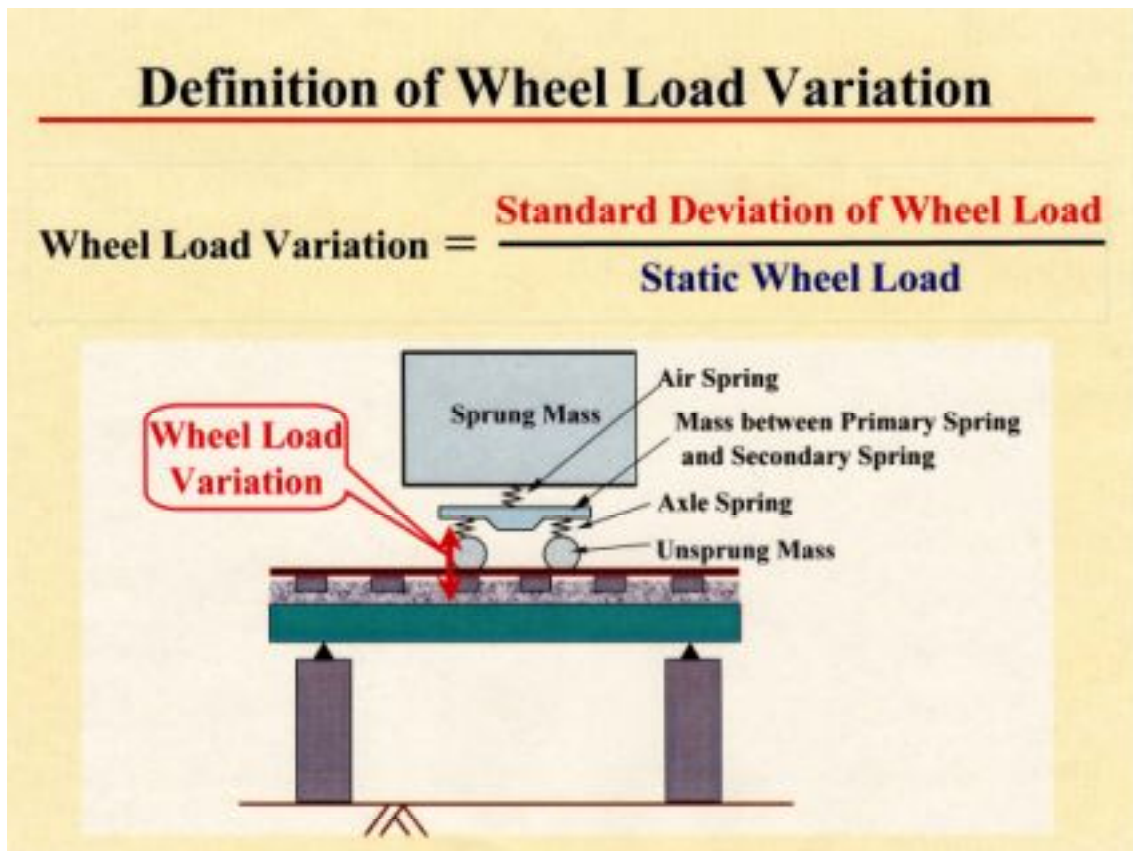 Definition of Wheel Load Variation
Wheel Load Variation =
Standard Deviation of Wheel Load
Static Wheel Load
Sprung Mass
Air Spring
Mass between Primary Spring
and Secondary Spring
Wheel Load
Variation
Axle Spring
Unsprung Mass